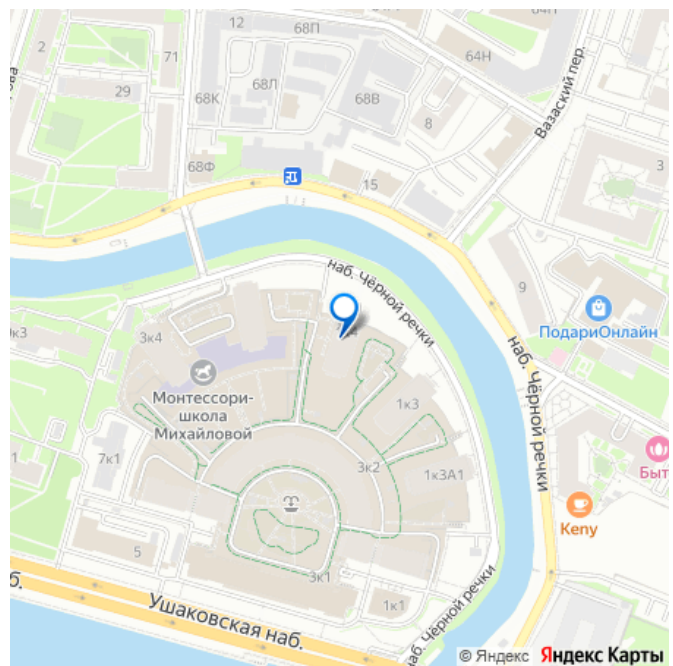 12
68П
64Н
2
71
29
68К
68Л
68В
8
Вазаский пер.
68Ф
15
3
9
ПодариОнлайн
наб. Чёрной речки
наб. Чёрной речки
3к4
Монтессори-
школа
Михайловой
1к3
7к1
3к2
1к3А1
Быт
Keny
5
3к1
1к1
Ушаковская наб.
наб. Чёрной речки
© Яндекс Яндекс Карты